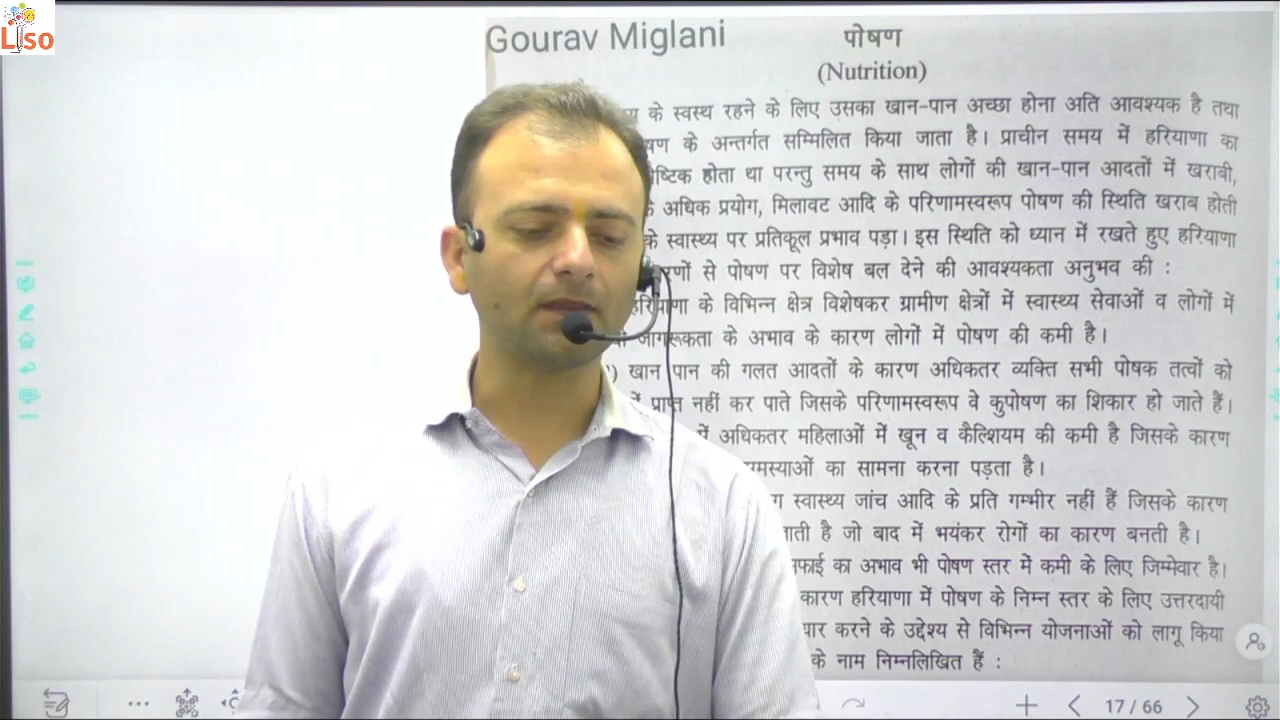 Liso
Gourav Miglani
पोषण
(Nutrition)
के स्वस्थ रहने के लिए उसका खान-पान अच्छा होना अति आवश्यक है तथा
के अन्तर्गत सम्मिलित किया जाता है। प्राचीन समय में हरियाणा का
होता था परन्तु समय के साथ लोगों की खान-पान आदतों में खराबी,
अधिक प्रयोग, मिलावट आदि के परिणामस्वरूप पोषण की स्थिति खराब होती
के स्वास्थ्य पर प्रतिकूल प्रभाव पड़ा। इस स्थिति को ध्यान में रखते हुए हरियाणा
से पोषण पर विशेष बल देने की आवश्यकता अनुभव की :
हरियाणा के विभिन्न क्षेत्र विशेषकर ग्रामीण क्षेत्रों में स्वास्थ्य सेवाओं व लोगों में
जागरूकता के अभाव के कारण लोगों में पोषण की कमी है।
खान पान की गलत आदतों के कारण अधिकतर व्यक्ति सभी पोषक तत्वों को
प्राप्त नहीं कर पाते जिसके परिणामस्वरूप वे कुपोषण का शिकार हो जाते हैं।
में अधिकतर महिलाओं में खून व कैल्शियम की कमी है जिसके कारण
का सामना करना पड़ता है।
स्वास्थ्य जांच आदि के प्रति गम्भीर नहीं हैं जिसके कारण
है जो बाद में भयंकर रोगों का कारण बनती है।
का अभाव भी पोषण स्तर में कमी के लिए जिम्मेवार है।
कारण हरियाणा में पोषण के निम्न स्तर के लिए उत्तरदायी
करने के उद्देश्य से विभिन्न योजनाओं को लागू किया
के नाम निम्नलिखित हैं :
17/66